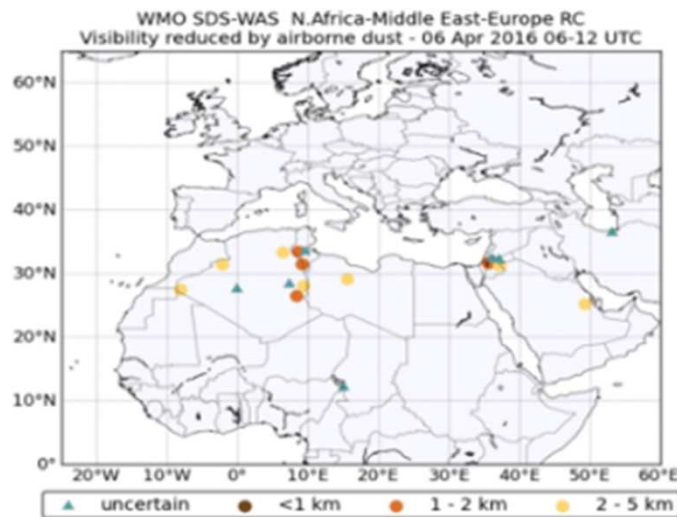 WMO SDS-WAS N.Africa-Middle East-Europe RC
Visibility reduced by airborne dust - 06 Apr 2016 06-12 UTC
60°N
50°N
40°N
30°N
20°N
10°N
0°
20°W 10°W 0° 10°E 20°E 30°E 40°E 50°E 60°E
uncertain <1 km 1 - 2 km 2 - 5 km